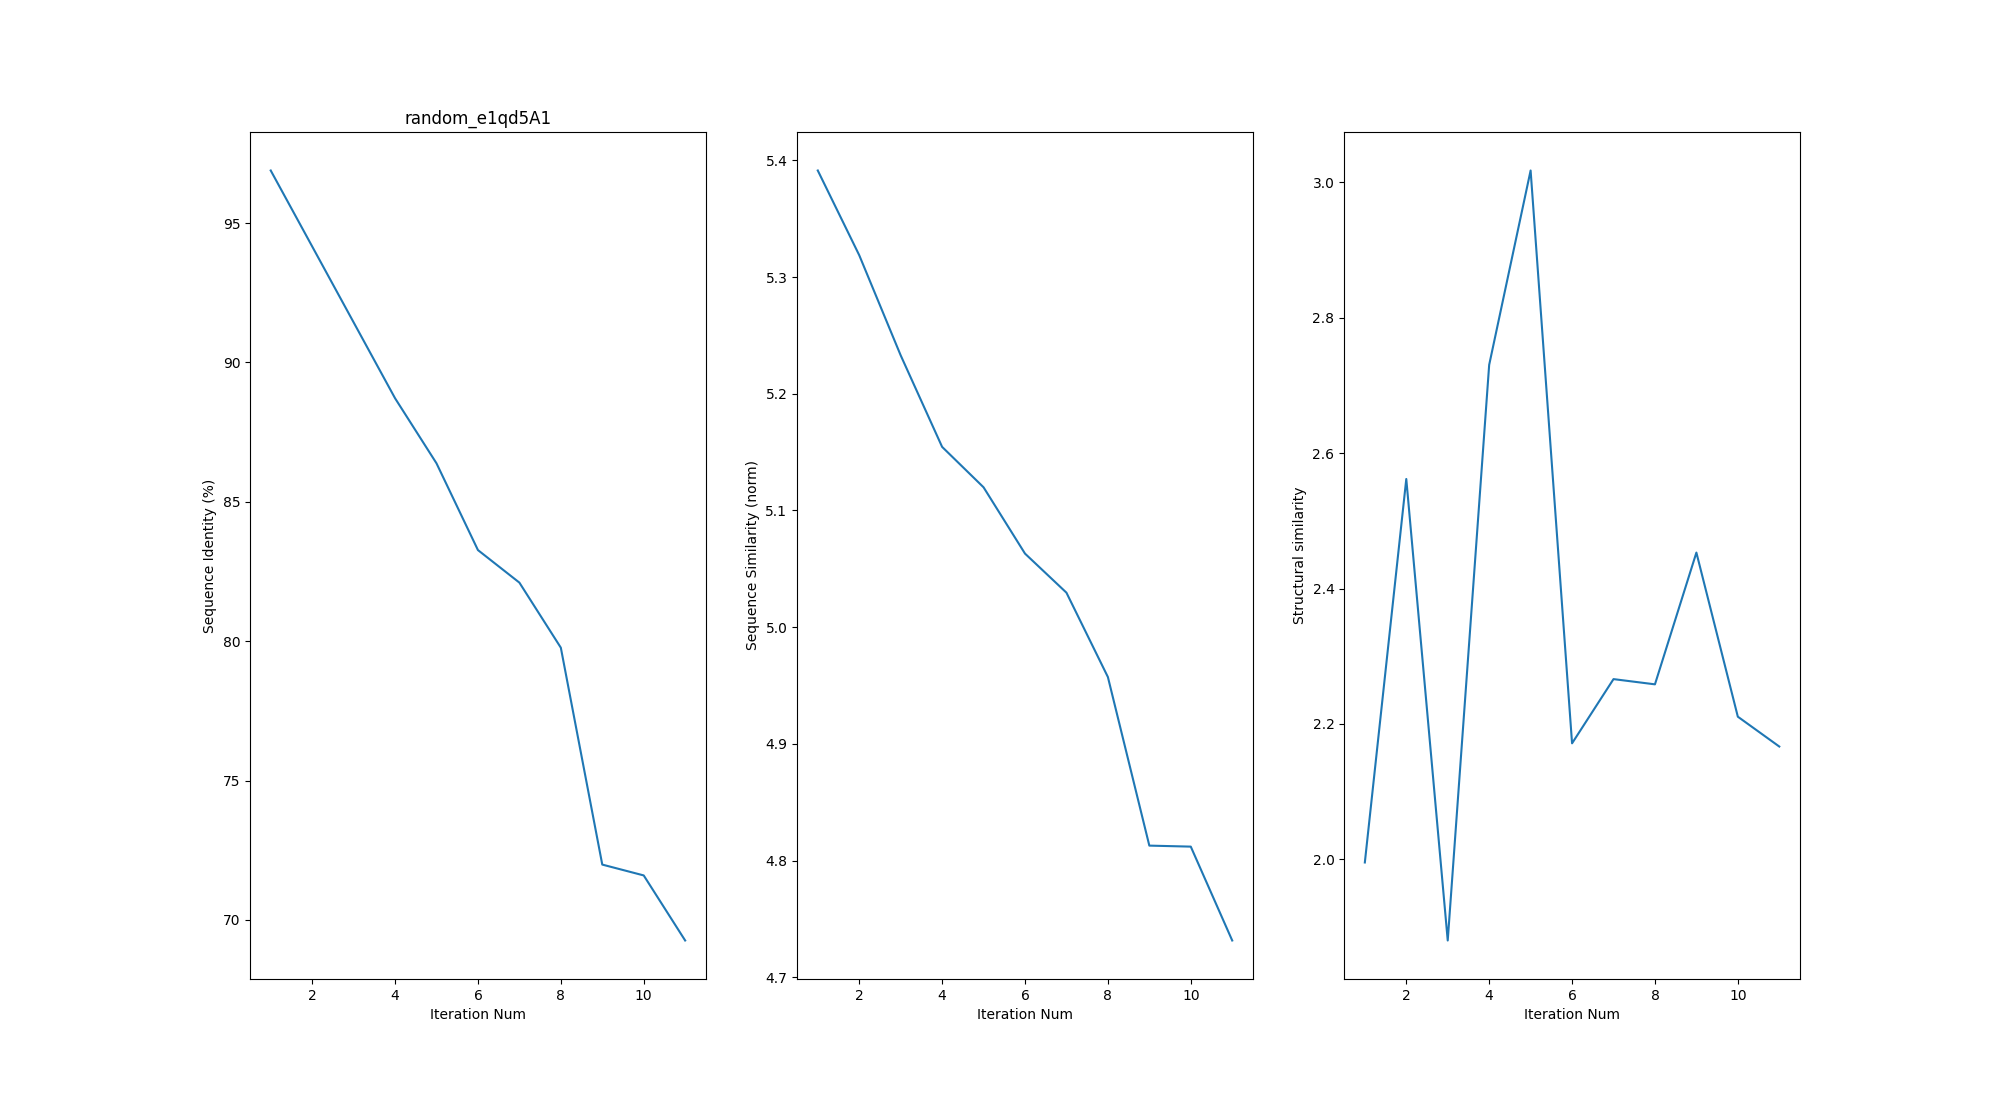 random_e1qd5A1
Sequence Identity (%)
95
90
85
80
75
70
2 4 6 8 10
Iteration Num
Sequence Similarity (norm)
5.4
5.3
5.2
5.1
5.0
4.9
4.8
4.7
2 4 6 8 10
Iteration Num
Structural similarity
3.0
2.8
2.6
2.4
2.2
2.0
2 4 6 8 10
Iteration Num